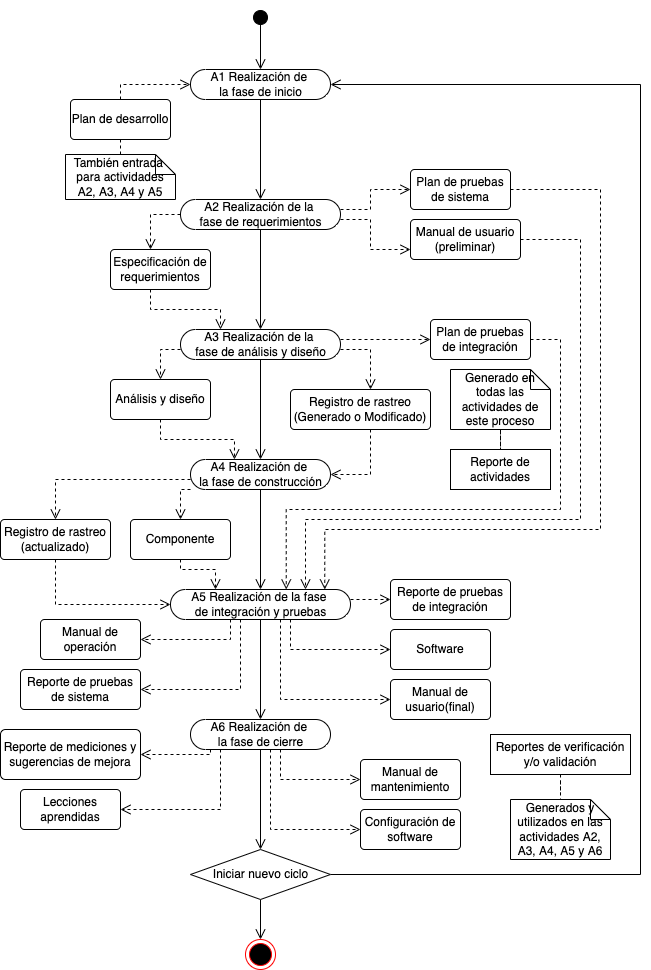 A1 Realización de
la fase de inicio
Plan de desarrollo
También entrada
para actividades
A2, A3, A4 y A5
Plan de pruebas
de sistema
A2 Realización de la
fase de requerimientos
Manual de usuario
(preliminar)
Especificación de
requerimientos
A3 Realización de la
fase de análisis y diseño
Plan de pruebas
de integración
Análisis y diseño
Registro de rastreo
(Generado o Modificado)
Generado en
todas las
actividades de
este proceso
Reporte de
actividades
A4 Realización de
la fase de construcción
Registro de rastreo
(actualizado)
Componente
A5 Realización de la fase
de integración y pruebas
Reporte de pruebas
de integración
Manual de
operación
Software
Reporte de pruebas
de sistema
Manual de
usuario(final)
A6 Realización de
la fase de cierre
Reporte de mediciones y
sugerencias de mejora
Reportes de verificación
y/o validación
Manual de
mantenimiento
Lecciones
aprendidas
Configuración de
software
Generados y
utilizados en las
actividades A2,
A3, A4, A5 y A6
Iniciar nuevo ciclo